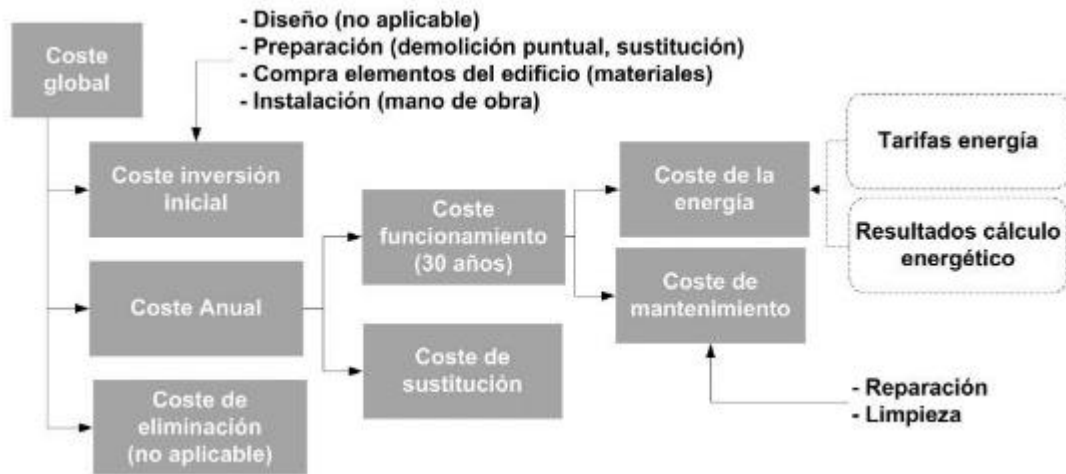 - Diseño (no aplicable)
- Preparación (demolición puntual, sustitución)
- Compra elementos del edificio (materiales)
- Instalación (mano de obra)
Coste
global
Coste inversión
inicial
Coste Anual
Coste de
eliminación
(no aplicable)
Coste
funcionamiento
(30 años)
Coste de
sustitución
Coste de la
energía
Coste de
mantenimiento
Tarifas energía
Resultados cálculo
energético
- Reparación
- Limpieza